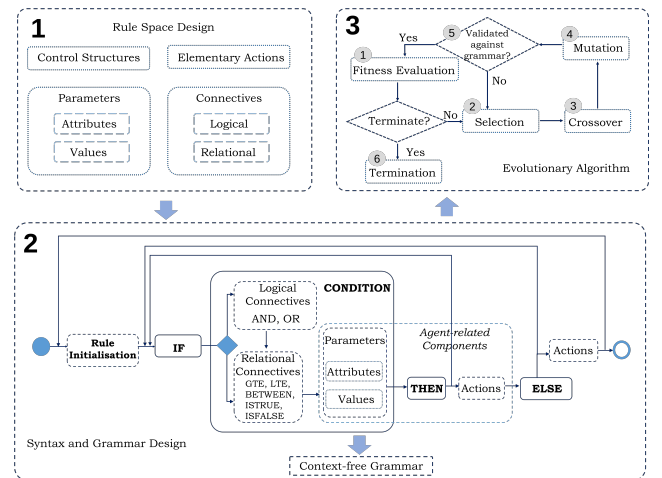 1
Rule Space Design
Control Structures
Elementary Actions
Parameters
Attributes
Values
Connectives
Logical
Relational
3
5
Validated
against
grammar?
Yes
No
4
Mutation
1
Fitness Evaluation
Terminate?
No
2
Selection
3
Crossover
Yes
6
Termination
Evolutionary Algorithm
2
Rule
Initialisation
IF
CONDITION
Logical
Connectives
AND, OR
Relational
Connectives
GTE, LTE,
BETWEEN,
ISTRUE,
ISFALSE
Agent-related
Components
Parameters
Attributes
Values
THEN
Actions
ELSE
Actions
Syntax and Grammar Design
Context-free Grammar